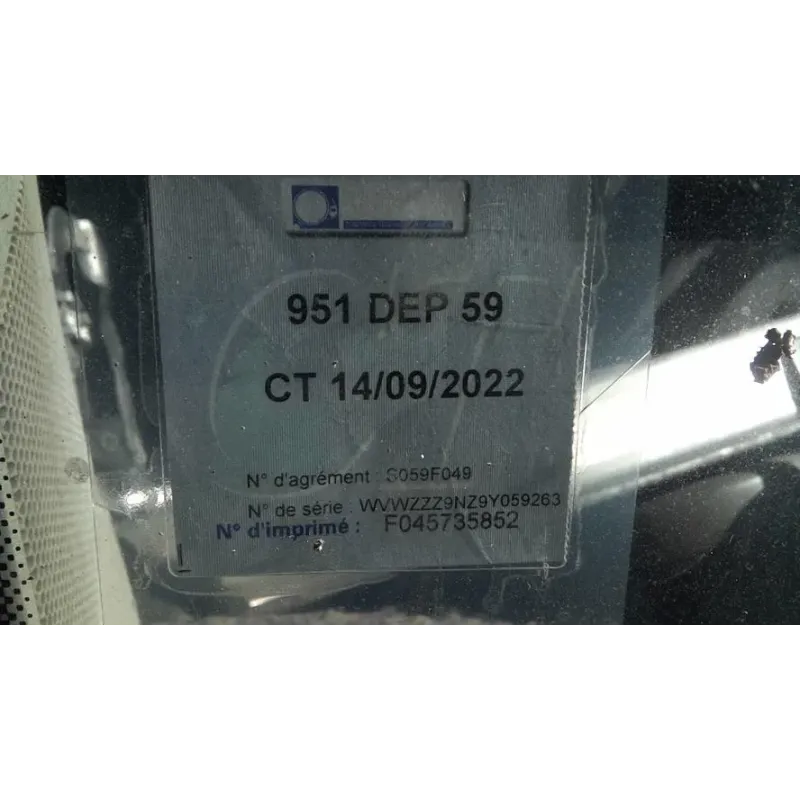 951 DEP 59
CT 14/09/2022
N° d'agrément : S059F049
N° de série : WVWZZZ9NZ9Y059263
N° d'imprimé : F045735852